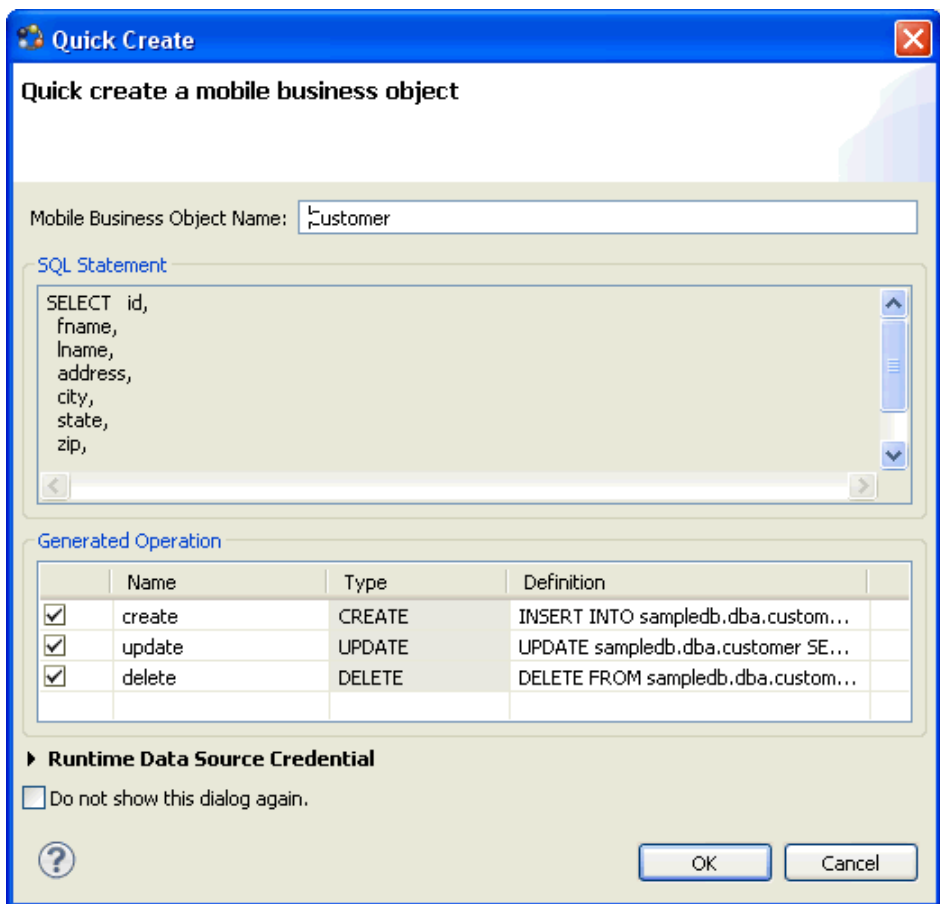 Quick Create
Quick create a mobile business object
Mobile Business Object Name: Customer
SQL Statement
SELECT id,
fname,
lname,
address,
city,
state,
zip,
Generated Operation
Name Type Definition
create CREATE INSERT INTO sampledb.dba.custom...
update UPDATE UPDATE sampledb.dba.customer SE...
delete DELETE DELETE FROM sampledb.dba.custom...
Runtime Data Source Credential
Do not show this dialog again.
? OK Cancel